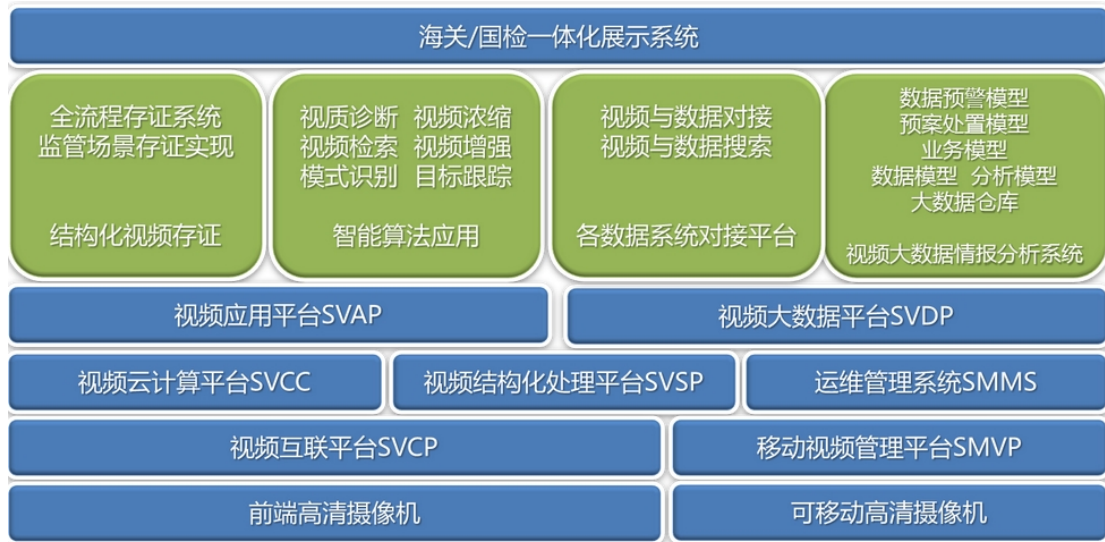 海关/国检一体化展示系统
全流程存证系统
监管场景存证实现
结构化视频存证
视质诊断 视频浓缩
视频检索 视频增强
模式识别 目标跟踪
智能算法应用
视频与数据对接
视频与数据搜索
各数据系统对接平台
数据预警模型
预案处置模型
业务模型
数据模型 分析模型
大数据仓库
视频大数据情报分析系统
视频应用平台SVAP
视频大数据平台SVDP
视频云计算平台SVCC
视频结构化处理平台SVSP
运维管理系统SMMS
视频互联平台SVCP
移动视频管理平台SMVP
前端高清摄像机
可移动高清摄像机